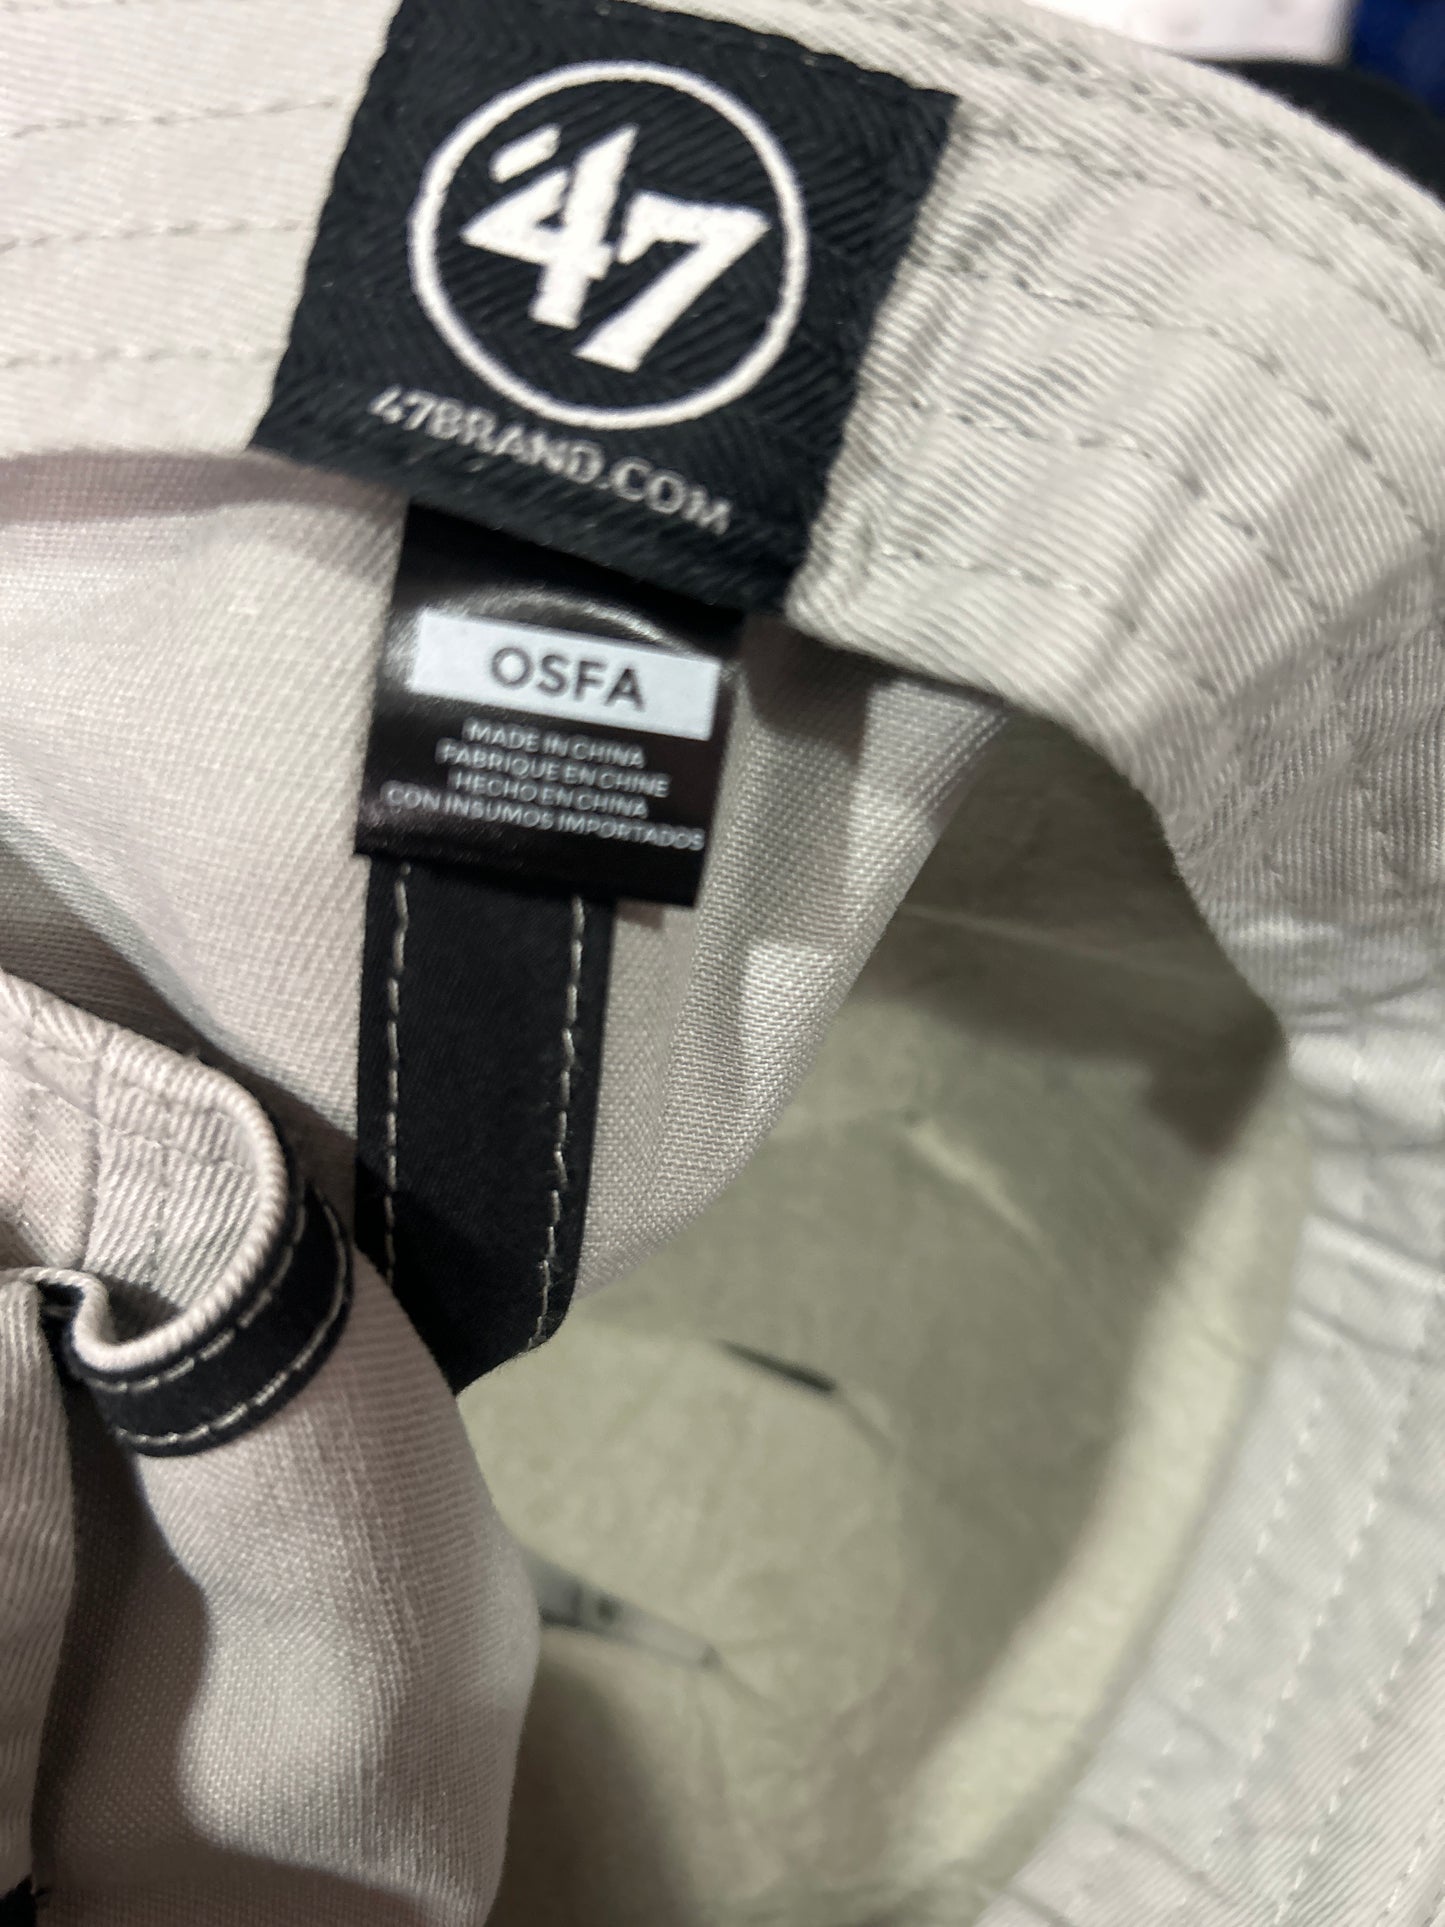 '47
47BRAND.COM
OSFA
MADE IN CHINA
FABRIQUE EN CHINE
HECHO EN CHINA
CON INSUMOS IMPORTADOS